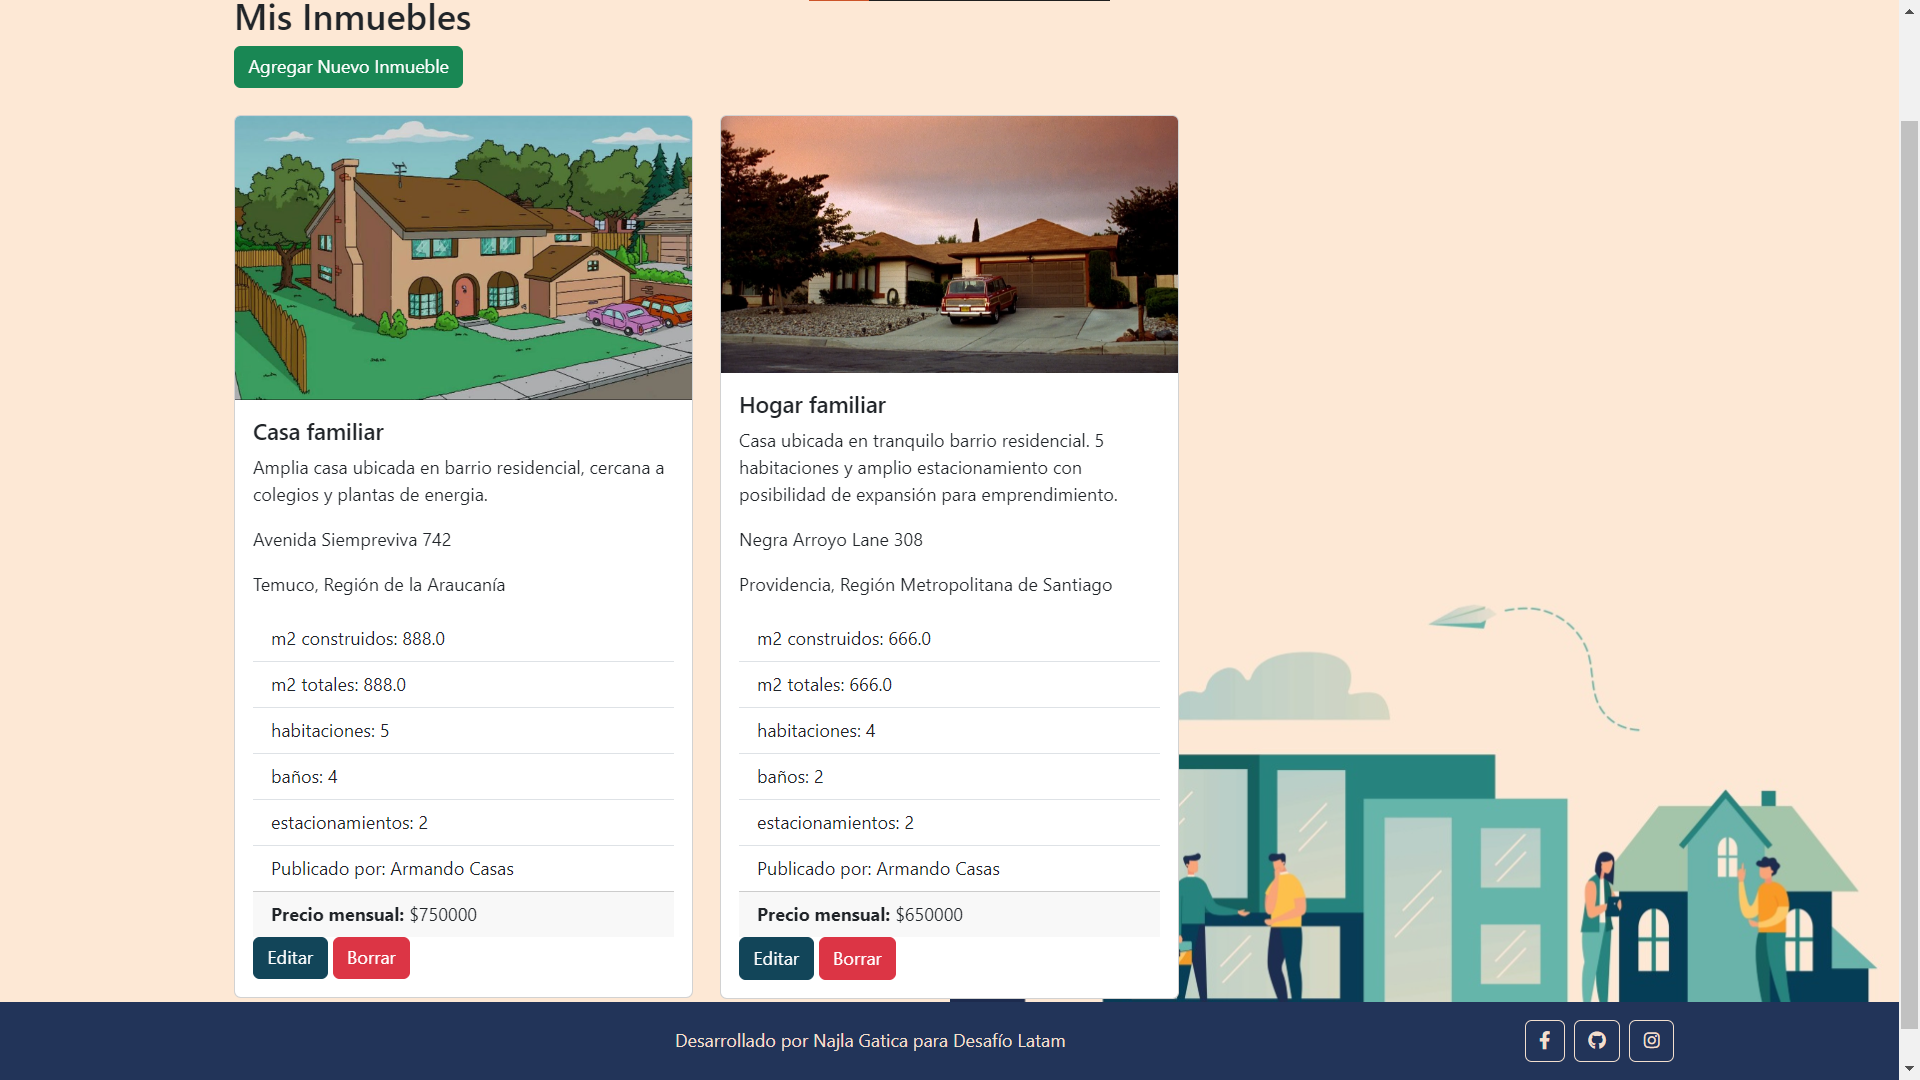 Mis Inmuebles
Agregar Nuevo Inmueble
Casa familiar
Amplia casa ubicada en barrio residencial, cercana a
colegios y plantas de energia.
Avenida Siempreviva 742
Temuco, Región de la Araucanía
m2 construidos: 888.0
m2 totales: 888.0
habitaciones: 5
baños: 4
estacionamientos: 2
Publicado por: Armando Casas
Precio mensual: $750000
Editar
Borrar
Hogar familiar
Casa ubicada en tranquilo barrio residencial. 5
habitaciones y amplio estacionamiento con
posibilidad de expansión para emprendimiento.
Negra Arroyo Lane 308
Providencia, Región Metropolitana de Santiago
m2 construidos: 666.0
m2 totales: 666.0
habitaciones: 4
baños: 2
estacionamientos: 2
Publicado por: Armando Casas
Precio mensual: $650000
Editar
Borrar
Desarrollado por Najla Gatica para Desafío Latam